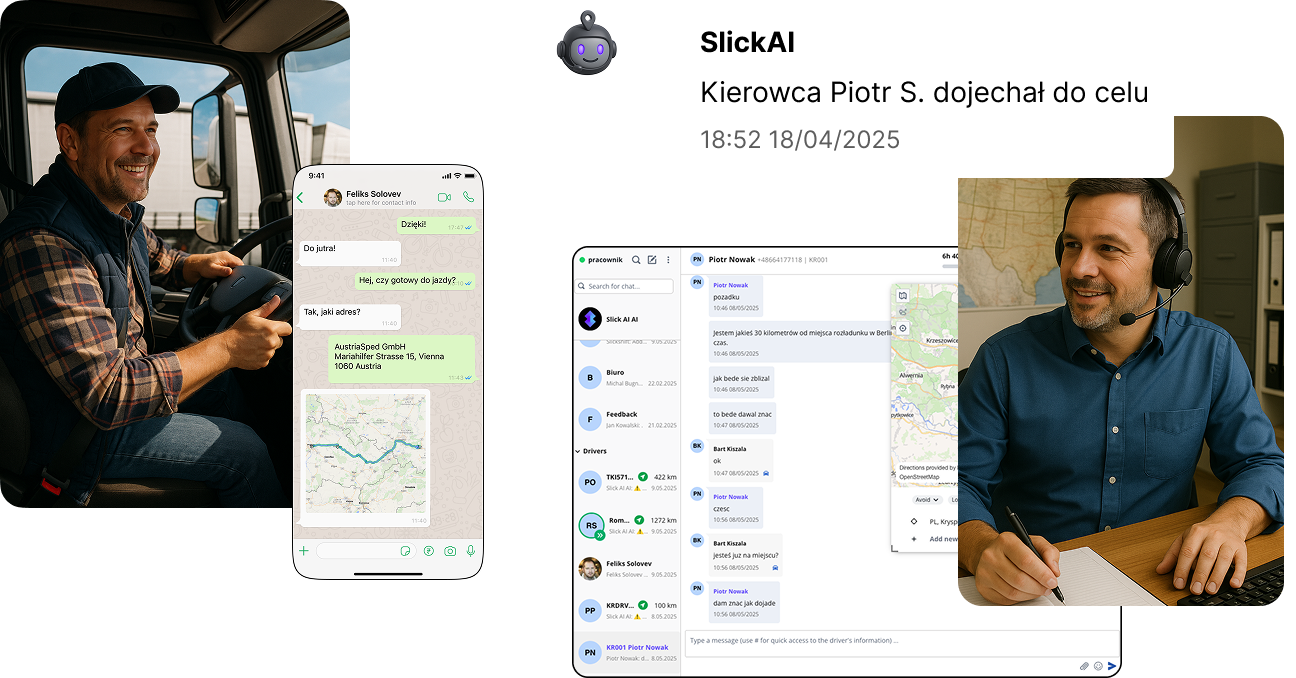 SlickAI
Kierowca Piotr S. dojechał do celu
18:52 18/04/2025
9:41
Feliks Solovev
tap here for contact info
Dzięki!
17:47
Do jutra!
11:40
Hej, czy gotowy do jazdy?
Tak, jaki adres?
11:40
AustriaSped GmbH
Mariahilfer Strasse 15, Vienna
1060 Austria
11:43
11:40
pracownik
Search for chat...
Slick AI AI
21.02.2025
B
Biuro
Michal Bugn... 22.02.2025
F
Feedback
Jan Kowalski: . 21.02.2025
Drivers
PO
TKI571... 422 km
Slick AI AI: ... 9.05.2025
RS
Rom... 1272 km
Slick AI AI: ... 9.05.2025
Feliks Solovev
Feliks Solovev ... 9.05.2025
PP
KRDRV... 100 km
Slick AI AI: ... 8.05.2025
PN
KR001 Piotr Nowak
Piotr Nowak: d... 8.05.2025
PN
Piotr Nowak +48664177118 | KR001
6h 40
PN
Piotr Nowak
pozadku
10:46 08/05/2025
Jestem jakieś 30 kilometrów od miejsca rozładunku w Berli
czas.
10:46 08/05/2025
jak bede sie zblizal
10:46 08/05/2025
to bede dawal znac
10:47 08/05/2025
BK
Bart Kiszala
ok
10:47 08/05/2025
PN
Piotr Nowak
czesc
10:56 08/05/2025
BK
Bart Kiszala
jesteś już na miejscu?
10:56 08/05/2025
PN
Piotr Nowak
dam znac jak dojade
10:56 08/05/2025
Type a message (use # for quick access to the driver's information) ...
Krzeszowice
Alwernia
Rybna
Directions provided by
OpenStreetMap
Avoid
Lo
PL, Krysp
Add new